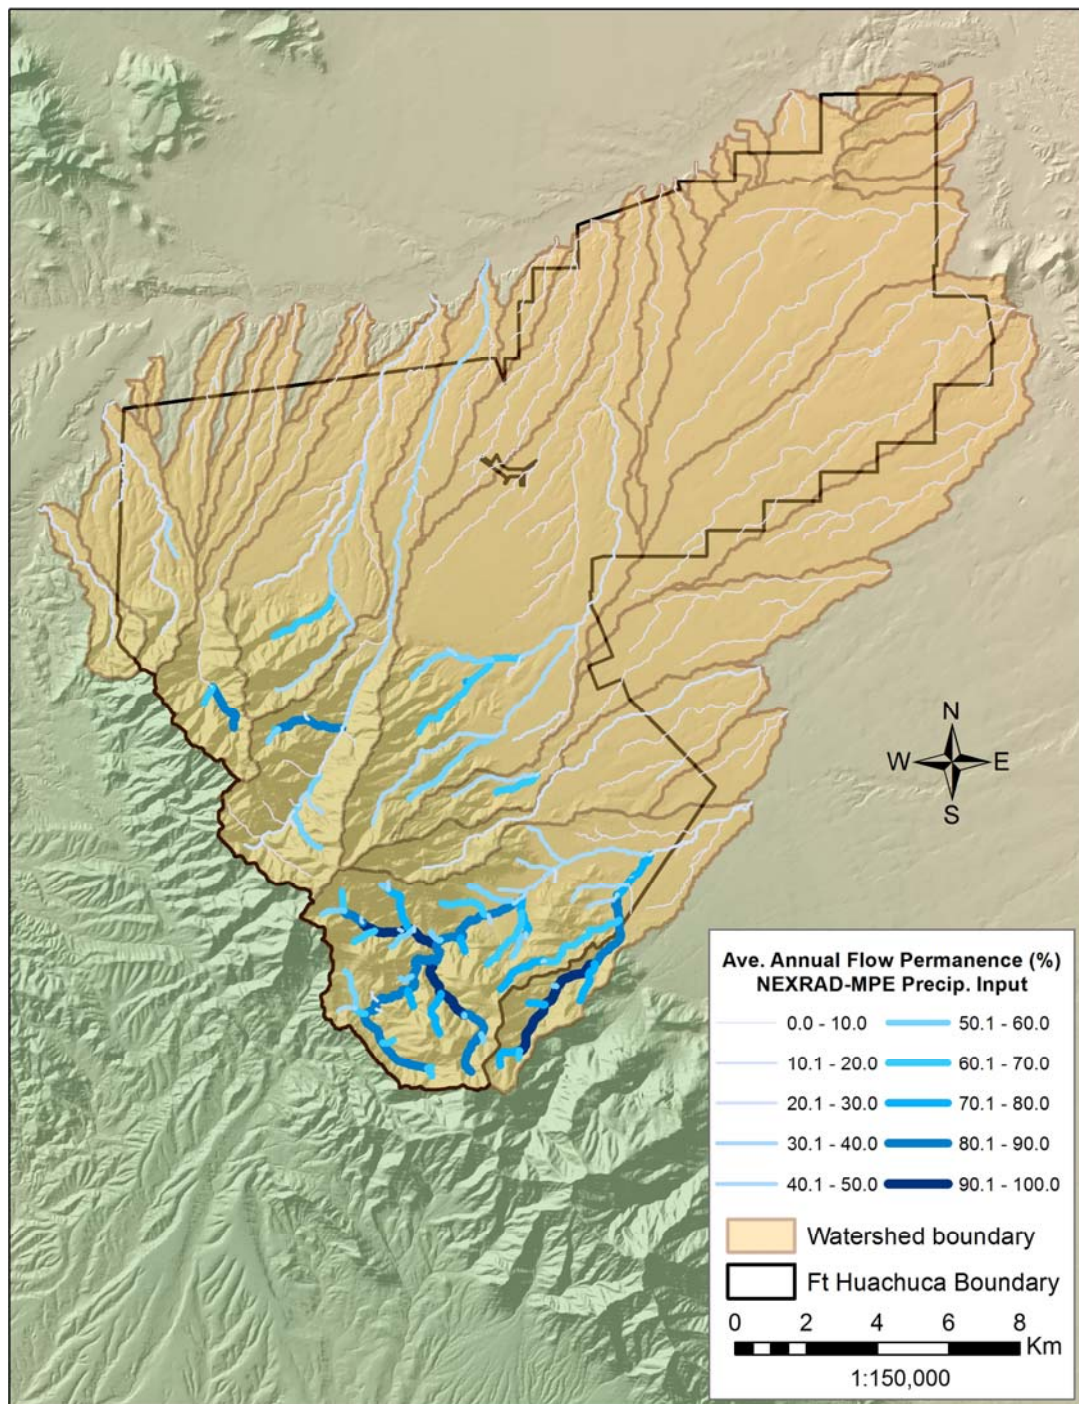 N
W E
S
Ave. Annual Flow Permanence (%)
NEXRAD-MPE Precip. Input
0.0 - 10.0 50.1 - 60.0
10.1 - 20.0 60.1 - 70.0
20.1 - 30.0 70.1 - 80.0
30.1 - 40.0 80.1 - 90.0
40.1 - 50.0 90.1 - 100.0
Watershed boundary
Ft Huachuca Boundary
0 2 4 6 8
Km
1:150,000